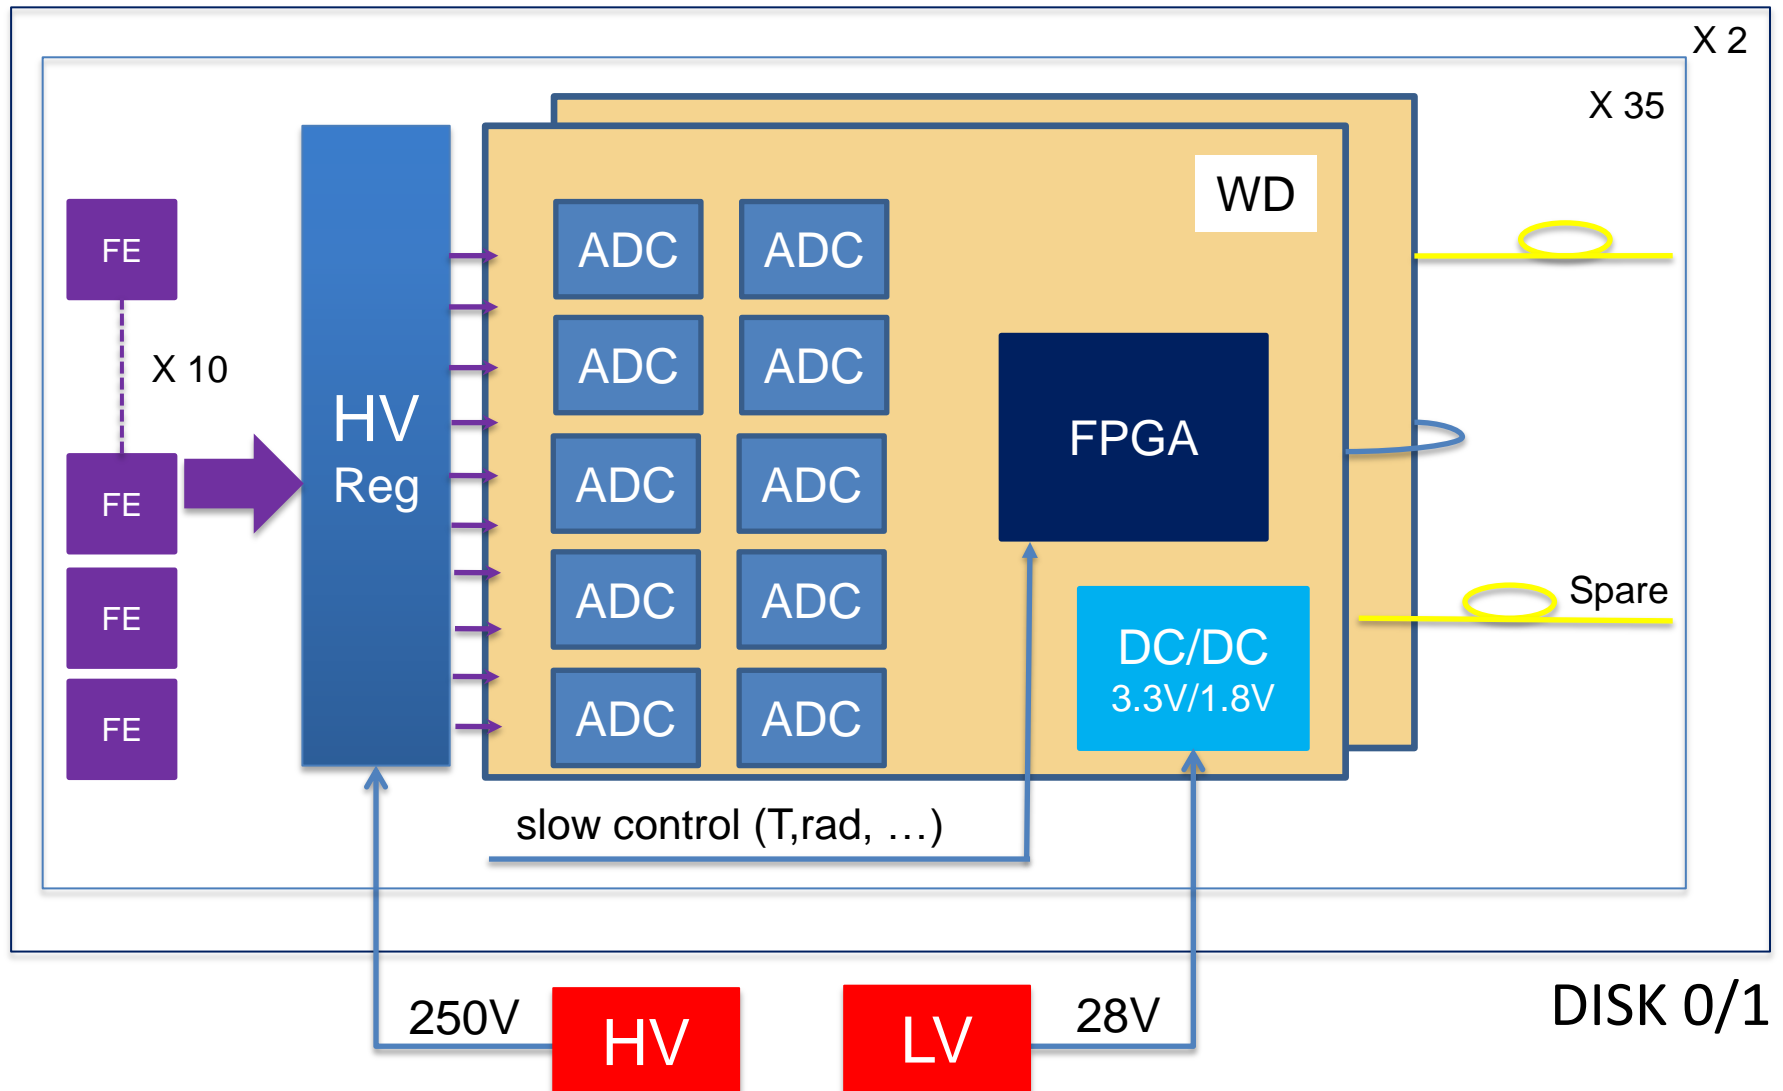 X 2
X 35
WD
FE
ADC ADC
X 10
ADC ADC
HV
Reg
FPGA
FE
ADC ADC
FE
ADC ADC
Spare
DC/DC
3.3V/1.8V
FE
ADC ADC
slow control (T,rad, …)
250V
HV
LV
28V
DISK 0/1